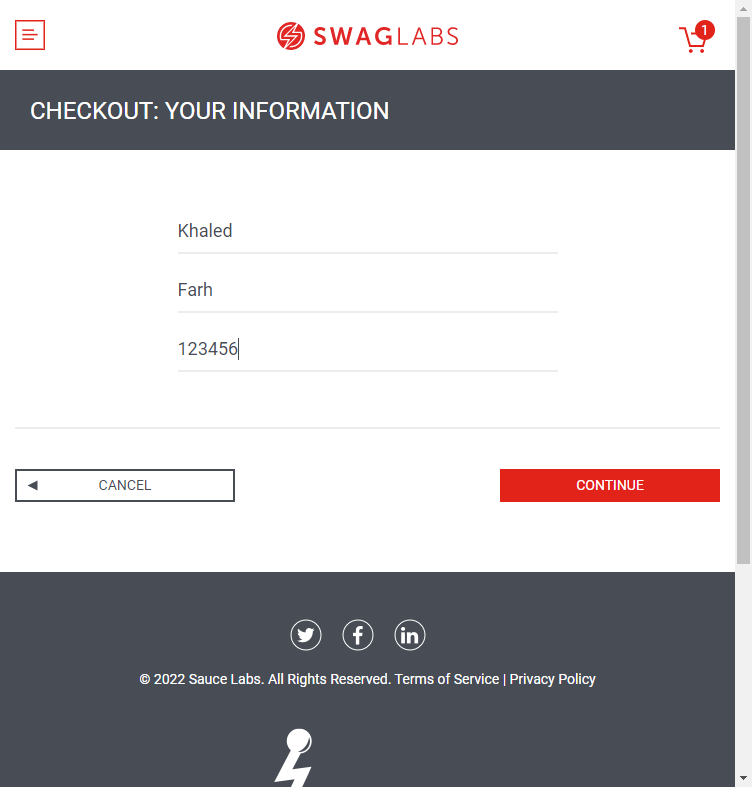 SWAGLABS
1
CHECKOUT: YOUR INFORMATION
Khaled
Farh
123456
CANCEL
CONTINUE
© 2022 Sauce Labs. All Rights Reserved. Terms of Service | Privacy Policy